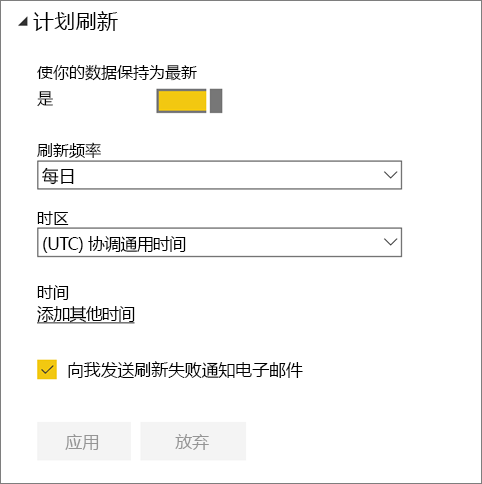 计划刷新
使你的数据保持为最新
是
刷新频率
每日
时区
(UTC) 协调通用时间
时间
添加其他时间
向我发送刷新失败通知电子邮件
应用 放弃